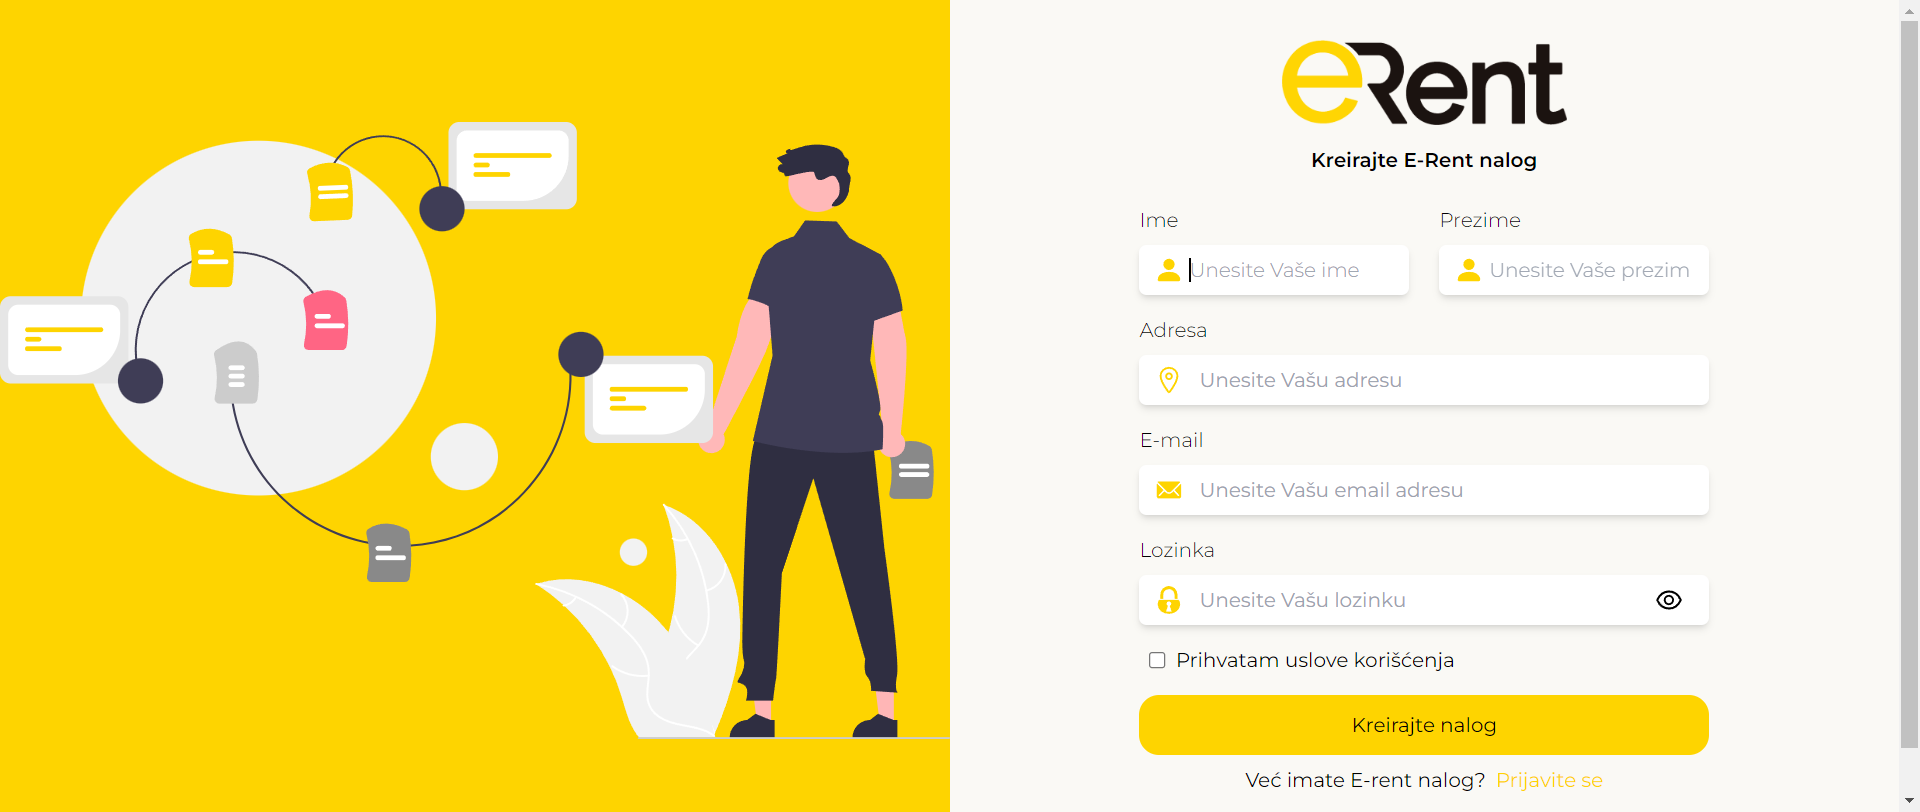 eRent
Kreirajte E-Rent nalog
Ime
Prezime
Unesite Vaše ime
Unesite Vaše prezim
Adresa
Unesite Vašu adresu
E-mail
Unesite Vašu email adresu
Lozinka
Unesite Vašu lozinku
Prihvatam uslove korišćenja
Kreirajte nalog
Već imate E-rent nalog? Prijavite se